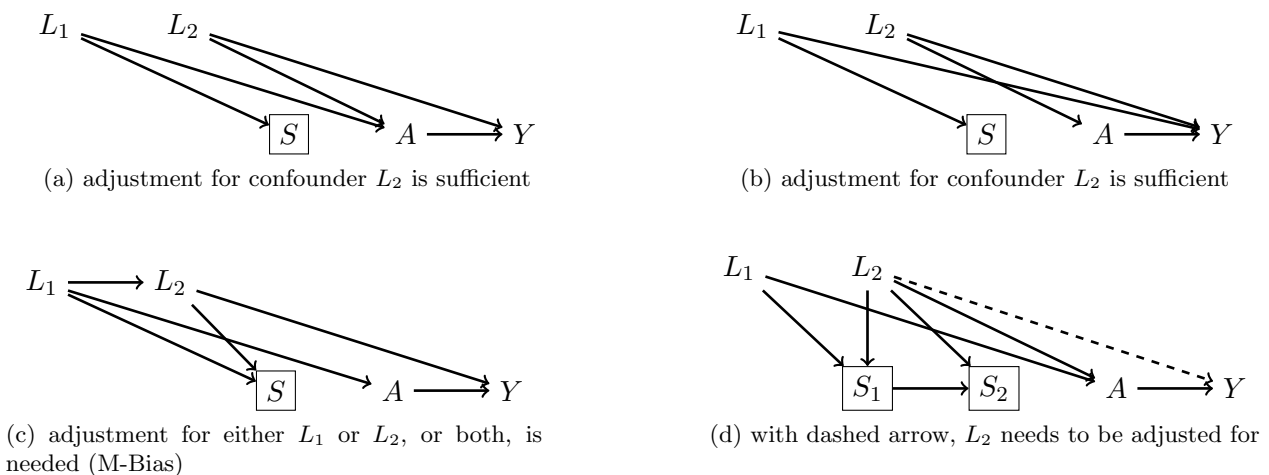 L₁ L₂
S A Y
(a) adjustment for confounder L₂ is sufficient
L₁ L₂
S A Y
(b) adjustment for confounder L₂ is sufficient
L₁ L₂
S A Y
(c) adjustment for either L₁ or L₂, or both, is
needed (M-Bias)
L₁ L₂
S₁ S₂ A Y
(d) with dashed arrow, L₂ needs to be adjusted for